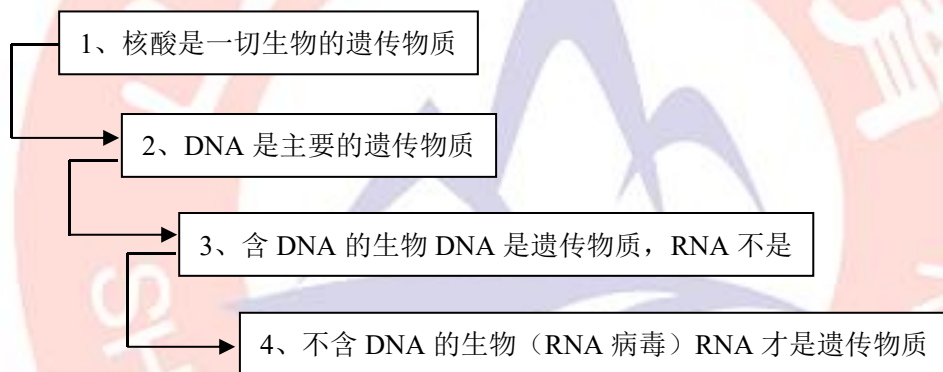 1、核酸是一切生物的遗传物质
2、DNA 是主要的遗传物质
3、含 DNA 的生物 DNA 是遗传物质，RNA 不是
4、不含 DNA 的生物（RNA 病毒）RNA 才是遗传物质